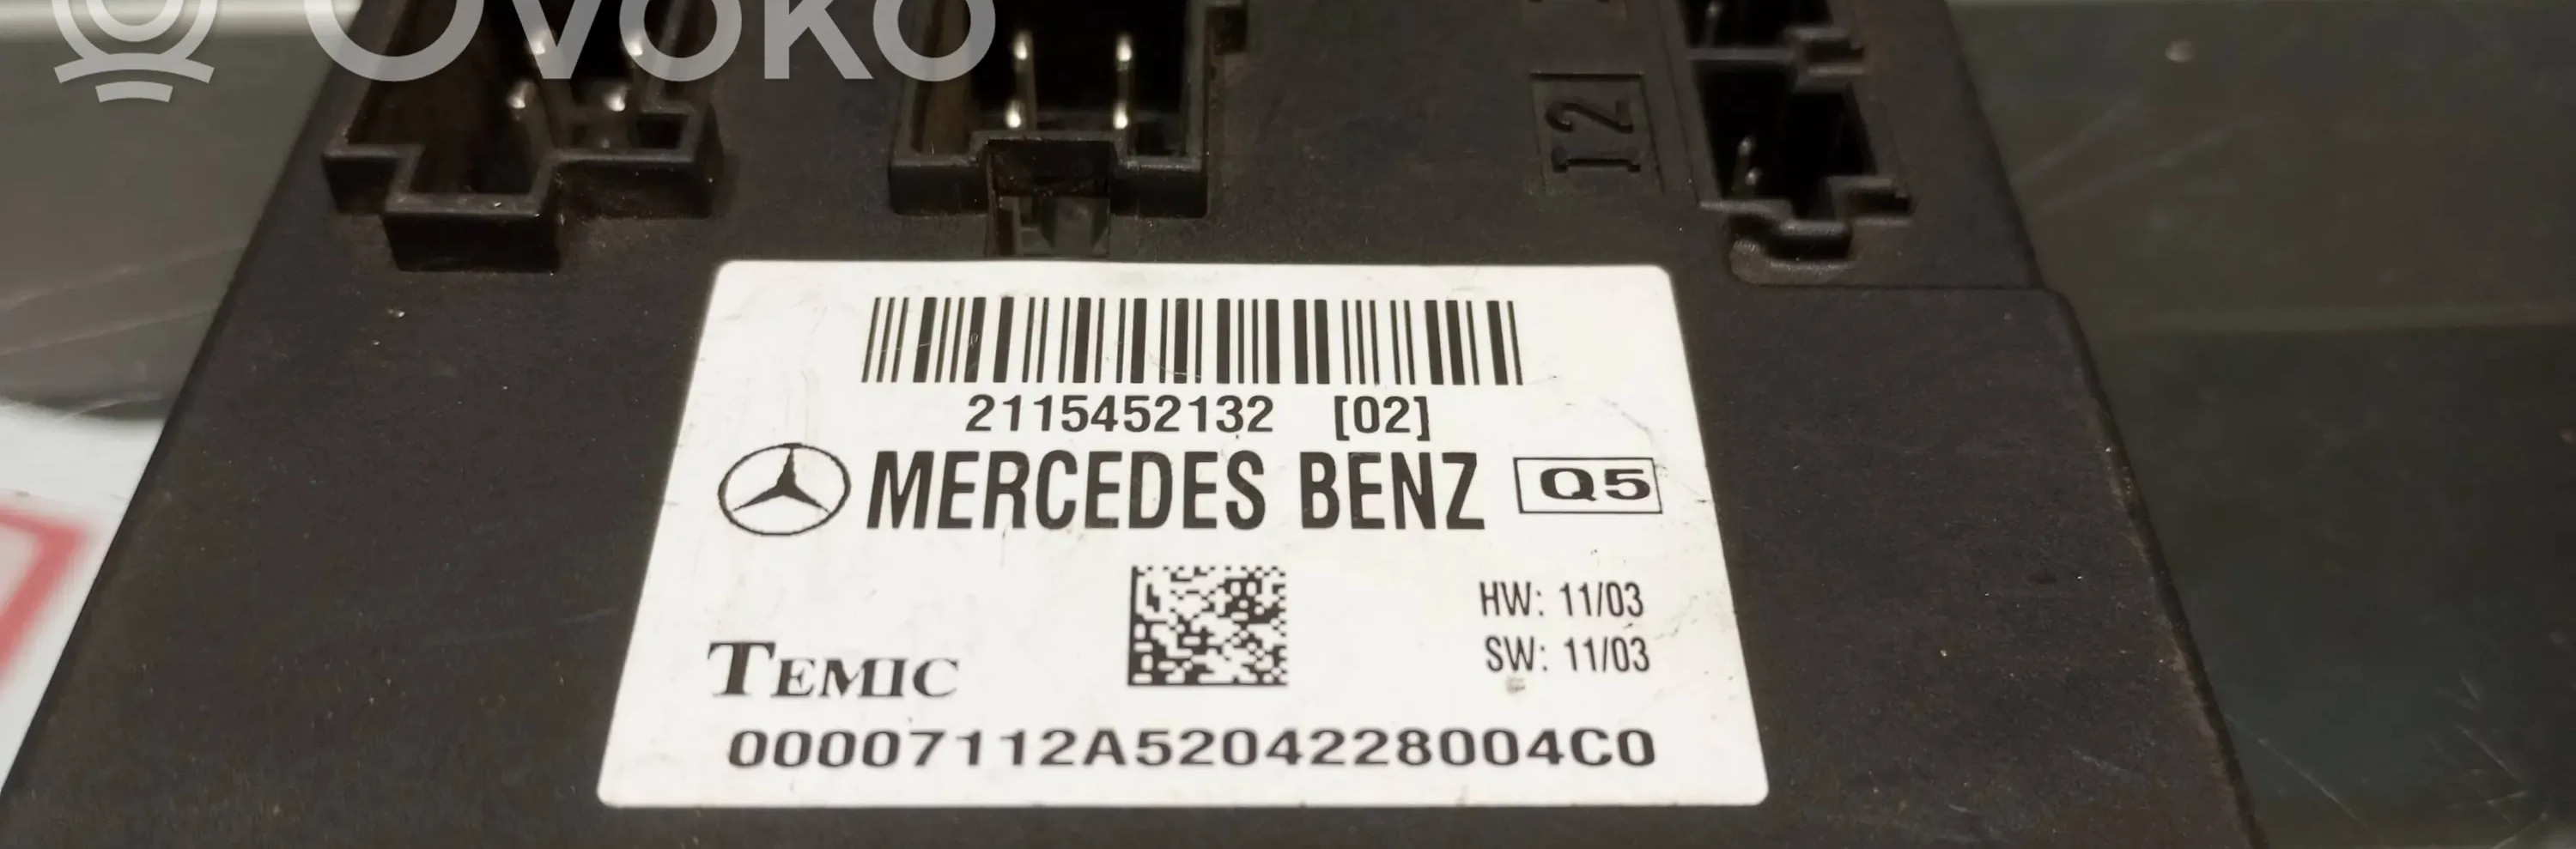 OVOKO
I2
2115452132 [02]
MERCEDES BENZ Q5
HW: 11/03
SW: 11/03
TEMIC
00007112A5204228004C0